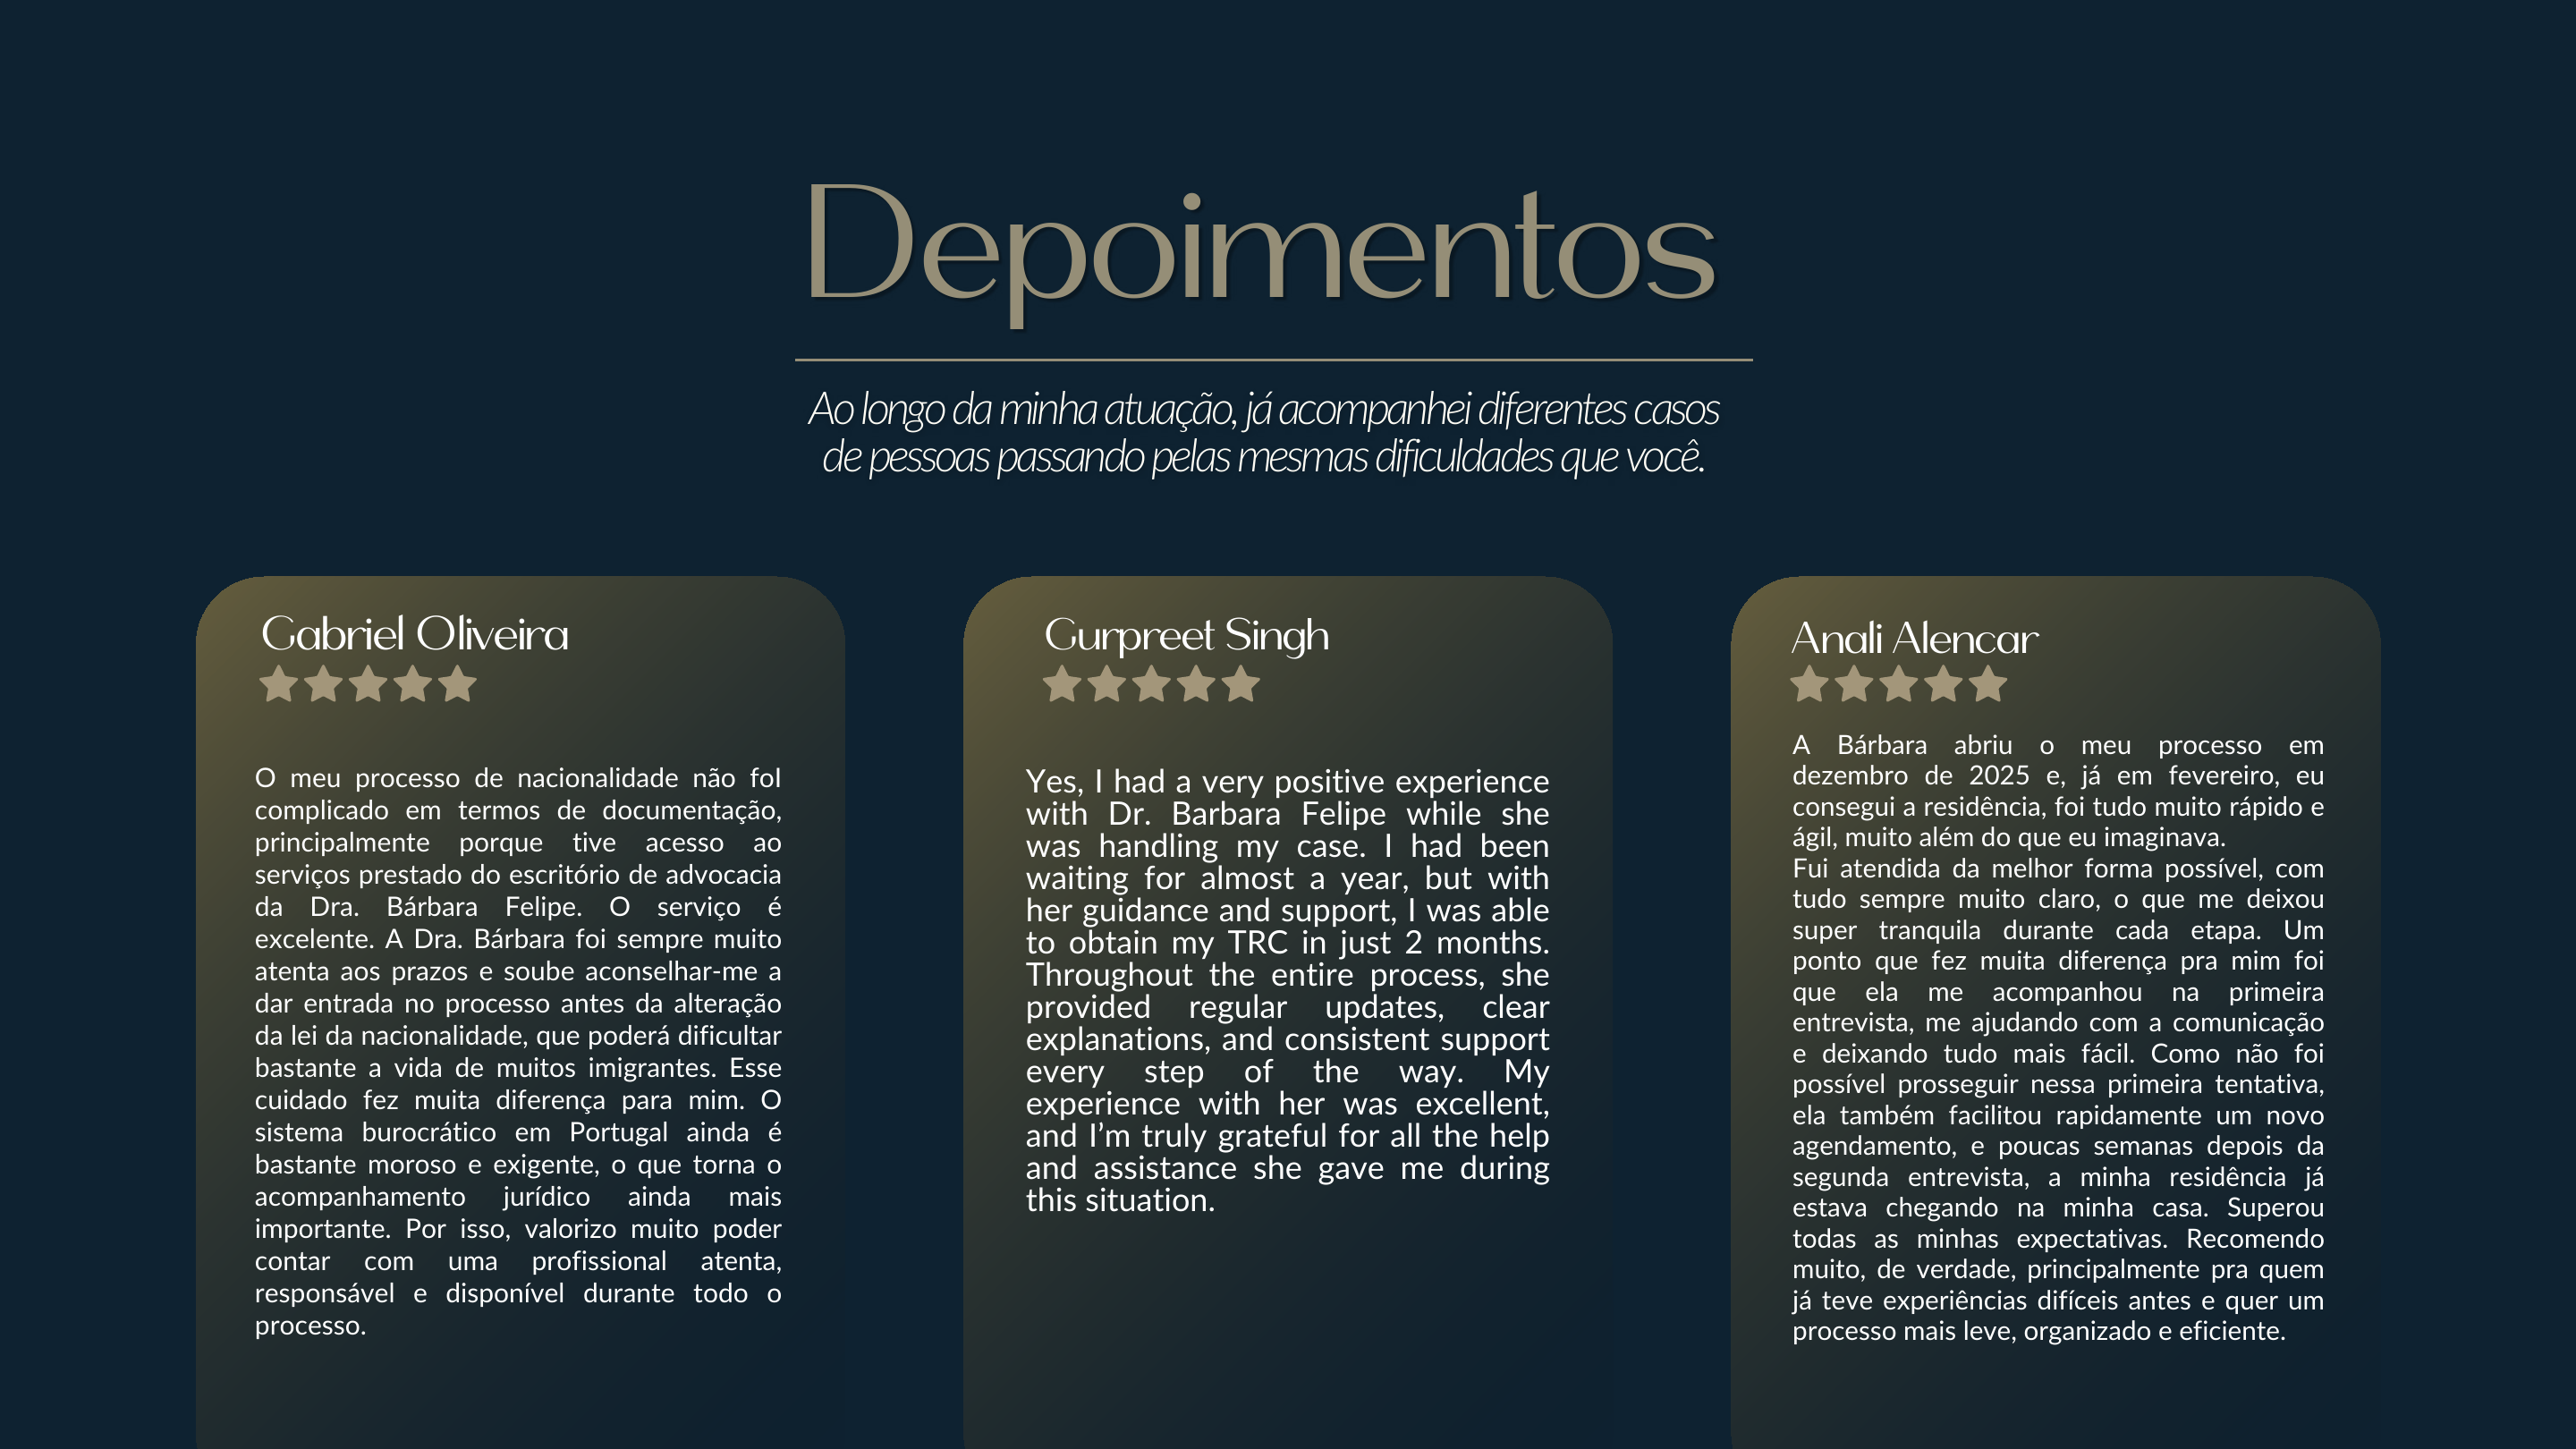 Depoimentos
Ao longo da minha atuação, já acompanhei diferentes casos
de pessoas passando pelas mesmas dificuldades que você.
Gabriel Oliveira
O meu processo de nacionalidade não foI
complicado em termos de documentação,
principalmente porque tive acesso ao
serviços prestado do escritório de advocacia
da Dra. Bárbara Felipe. O serviço é
excelente. A Dra. Bárbara foi sempre muito
atenta aos prazos e soube aconselhar-me a
dar entrada no processo antes da alteração
da lei da nacionalidade, que poderá dificultar
bastante a vida de muitos imigrantes. Esse
cuidado fez muita diferença para mim. O
sistema burocrático em Portugal ainda é
bastante moroso e exigente, o que torna o
acompanhamento jurídico ainda mais
importante. Por isso, valorizo muito poder
contar com uma profissional atenta,
responsável e disponível durante todo o
processo.
Gurpreet Singh
Yes, I had a very positive experience
with Dr. Barbara Felipe while she
was handling my case. I had been
waiting for almost a year, but with
her guidance and support, I was able
to obtain my TRC in just 2 months.
Throughout the entire process, she
provided regular updates, clear
explanations, and consistent support
every step of the way. My
experience with her was excellent,
and I’m truly grateful for all the help
and assistance she gave me during
this situation.
Anali Alencar
A Bárbara abriu o meu processo em
dezembro de 2025 e, já em fevereiro, eu
consegui a residência, foi tudo muito rápido e
ágil, muito além do que eu imaginava.
Fui atendida da melhor forma possível, com
tudo sempre muito claro, o que me deixou
super tranquila durante cada etapa. Um
ponto que fez muita diferença pra mim foi
que ela me acompanhou na primeira
entrevista, me ajudando com a comunicação
e deixando tudo mais fácil. Como não foi
possível prosseguir nessa primeira tentativa,
ela também facilitou rapidamente um novo
agendamento, e poucas semanas depois da
segunda entrevista, a minha residência já
estava chegando na minha casa. Superou
todas as minhas expectativas. Recomendo
muito, de verdade, principalmente pra quem
já teve experiências difíceis antes e quer um
processo mais leve, organizado e eficiente.